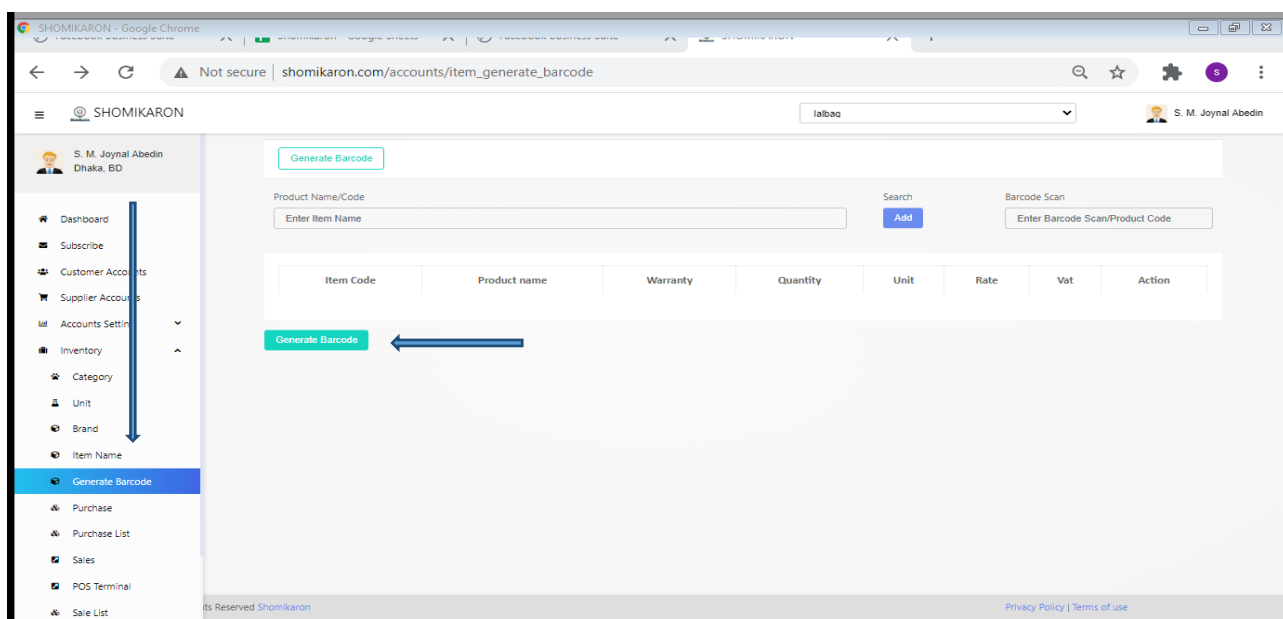 SHOMIKARON - Google Chrome
Not secure | shomikaron.com/accounts/item_generate_barcode
S
SHOMIKARON
lalbag
S. M. Joynal Abedin
S. M. Joynal Abedin
Dhaka, BD
Generate Barcode
Product Name/Code Search Barcode Scan
Enter Item Name Add Enter Barcode Scan/Product Code
Item Code Product name Warranty Quantity Unit Rate Vat Action
Generate Barcode
Dashboard
Subscribe
Customer Accounts
Supplier Accounts
Accounts Settin
Inventory
Category
Unit
Brand
Item Name
Generate Barcode
Purchase
Purchase List
Sales
POS Terminal
Sale List
ts Reserved Shomikaron
Privacy Policy | Terms of use